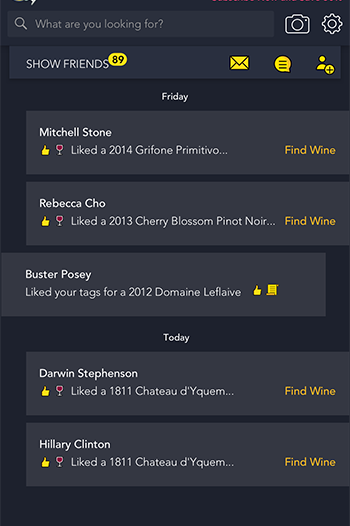 What are you looking for?
SHOW FRIENDS 89
Friday
Mitchell Stone
Liked a 2014 Grifone Primitivo... Find Wine
Rebecca Cho
Liked a 2013 Cherry Blossom Pinot Noir... Find Wine
Buster Posey
Liked your tags for a 2012 Domaine Leflaive
Today
Darwin Stephenson
Liked a 1811 Chateau d'Yquem... Find Wine
Hillary Clinton
Liked a 1811 Chateau d'Yquem... Find Wine